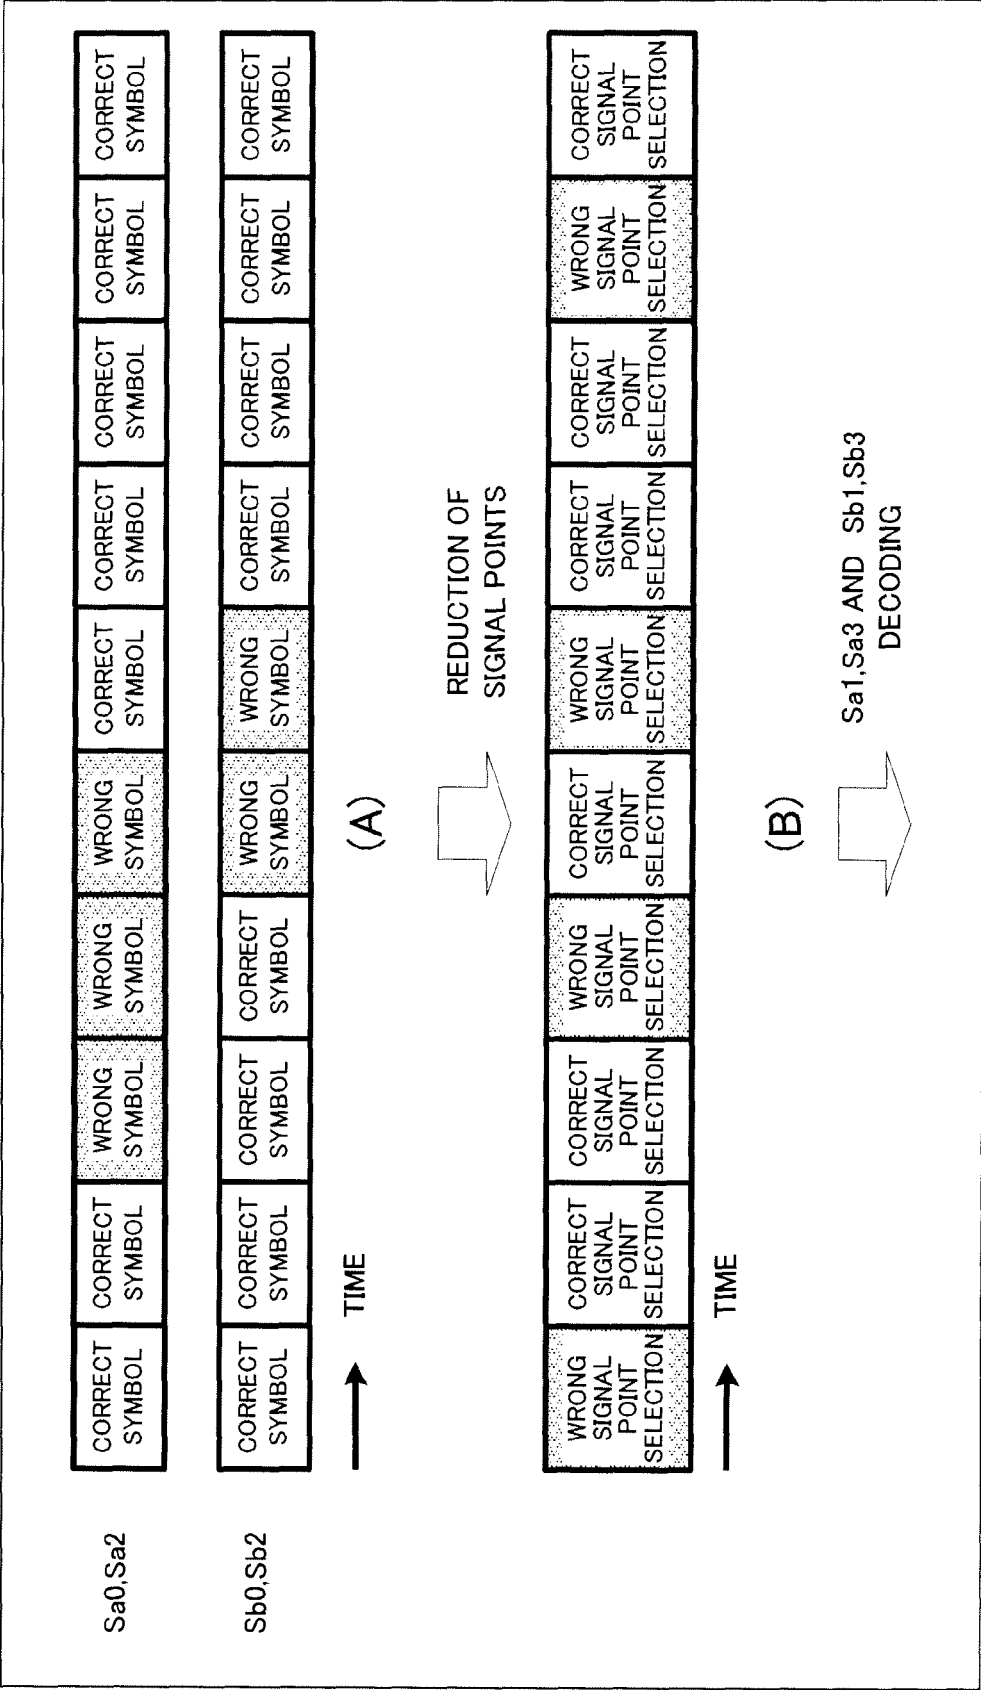 Sa0,Sa2
CORRECT
SYMBOL
CORRECT
SYMBOL
WRONG
SYMBOL
WRONG
SYMBOL
WRONG
SYMBOL
CORRECT
SYMBOL
CORRECT
SYMBOL
CORRECT
SYMBOL
CORRECT
SYMBOL
CORRECT
SYMBOL
Sb0,Sb2
CORRECT
SYMBOL
CORRECT
SYMBOL
CORRECT
SYMBOL
CORRECT
SYMBOL
WRONG
SYMBOL
WRONG
SYMBOL
CORRECT
SYMBOL
CORRECT
SYMBOL
CORRECT
SYMBOL
CORRECT
SYMBOL
TIME
(A)
REDUCTION OF
SIGNAL POINTS
WRONG
SIGNAL
POINT
SELECTION
CORRECT
SIGNAL
POINT
SELECTION
CORRECT
SIGNAL
POINT
SELECTION
WRONG
SIGNAL
POINT
SELECTION
CORRECT
SIGNAL
POINT
SELECTION
WRONG
SIGNAL
POINT
SELECTION
CORRECT
SIGNAL
POINT
SELECTION
CORRECT
SIGNAL
POINT
SELECTION
WRONG
SIGNAL
POINT
SELECTION
CORRECT
SIGNAL
POINT
SELECTION
TIME
(B)
Sa1,Sa3 AND Sb1,Sb3
DECODING